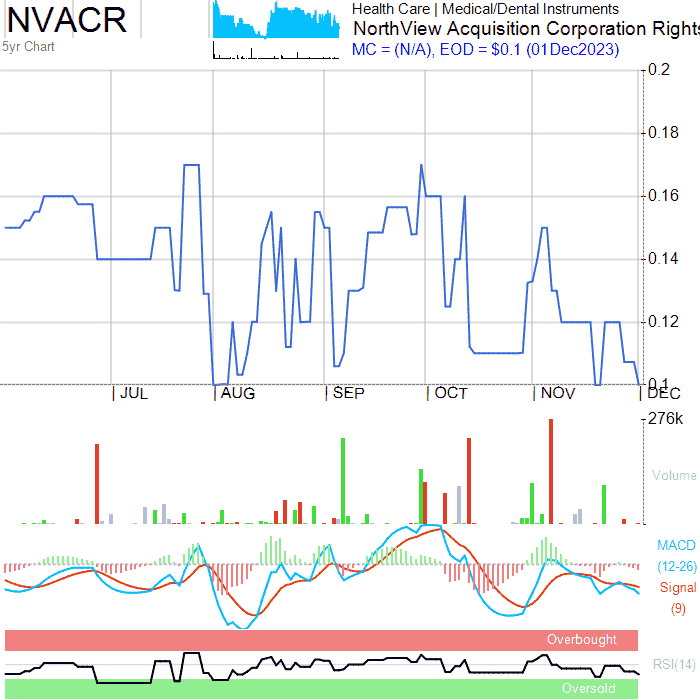 NVACR
5yr Chart
Health Care | Medical/Dental Instruments
NorthView Acquisition Corporation Rights
MC = (N/A), EOD = $0.1 (01Dec2023)
0.2
0.18
0.16
0.14
0.12
0.1
JUL
AUG
SEP
OCT
NOV
DEC
276k
Volume
MACD
(12-26)
Signal
(9)
Overbought
RSI(14)
Oversold